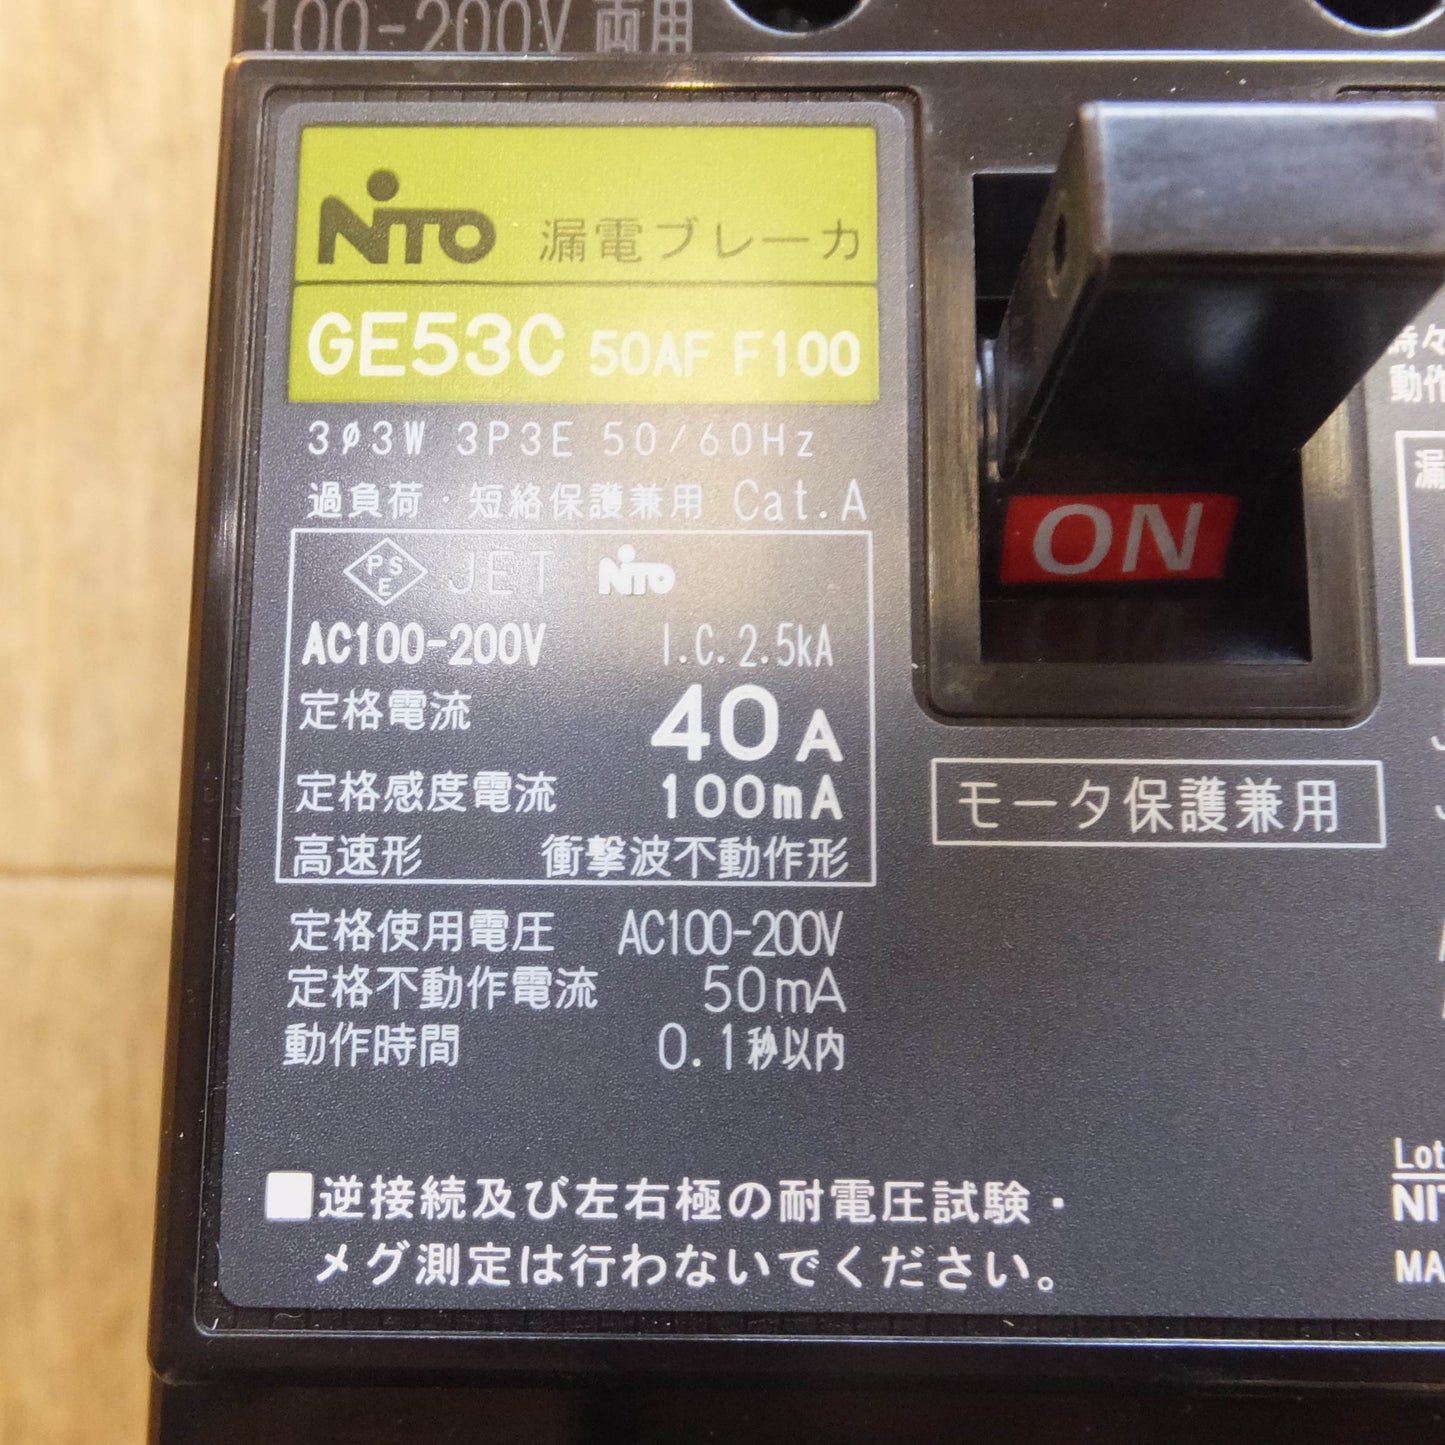 100-200V 両用
NITO 漏電ブレーカ
GE53C 50AF F100
3φ3W 3P3E 50/60Hz
過負荷・短絡保護兼用 Cat.A
PSE JET NITO
AC100-200V I.C.2.5kA
定格電流 40A
定格感度電流 100mA
高速形 衝撃波不動作形
定格使用電圧 AC100-200V
定格不動作電流 50mA
動作時間 0.1秒以内
■逆接続及び左右極の耐電圧試験・
メグ測定は行わないでください。
ON
モータ保護兼用
時々
動作
漏
Lot
NIT
MA